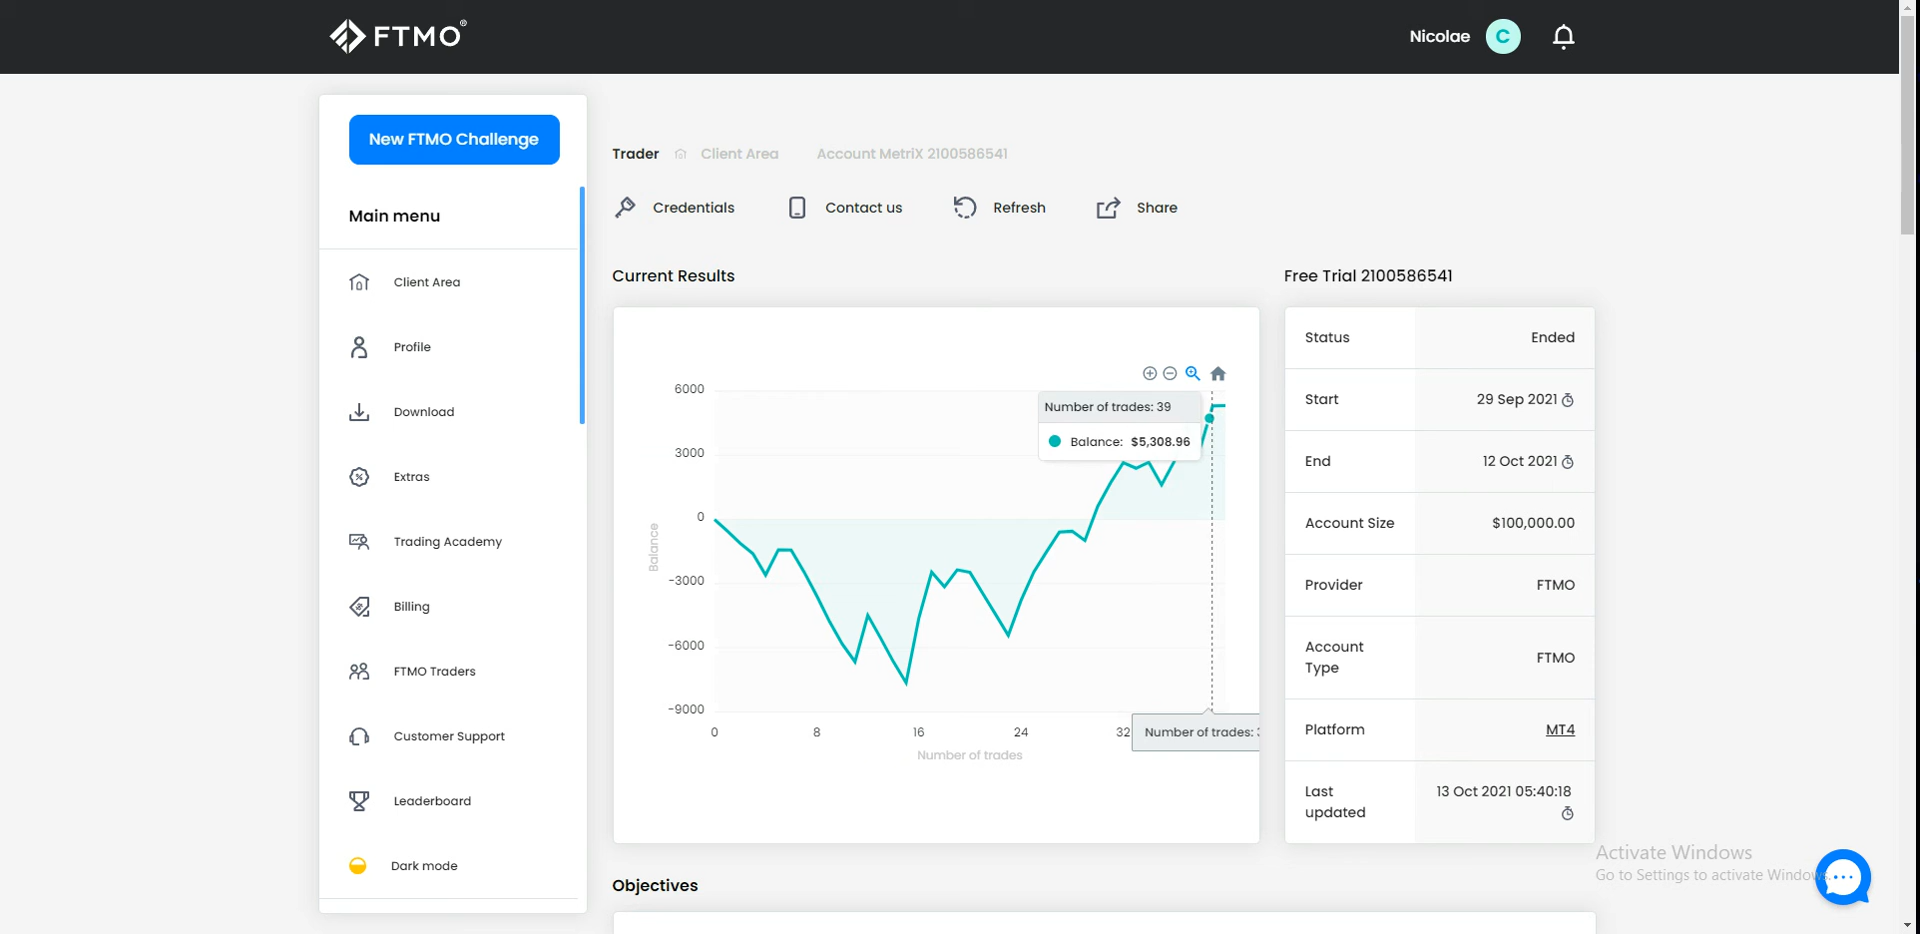 FTMO®
Nicolae C
New FTMO Challenge
Main menu
Client Area
Profile
Download
Extras
Trading Academy
Billing
FTMO Traders
Customer Support
Leaderboard
Dark mode
Trader Client Area Account MetriX 2100586541
Credentials Contact us Refresh Share
Current Results
6000
3000
0
-3000
-6000
-9000
Balance
0 8 16 24 32
Number of trades
Number of trades: 39
Balance: $5,308.96
Number of trades:
Free Trial 2100586541
Status Ended
Start 29 Sep 2021
End 12 Oct 2021
Account Size $100,000.00
Provider FTMO
Account
Type FTMO
Platform MT4
Last
updated 13 Oct 2021 05:40:18
Objectives
Activate Windows
Go to Settings to activate Windows.